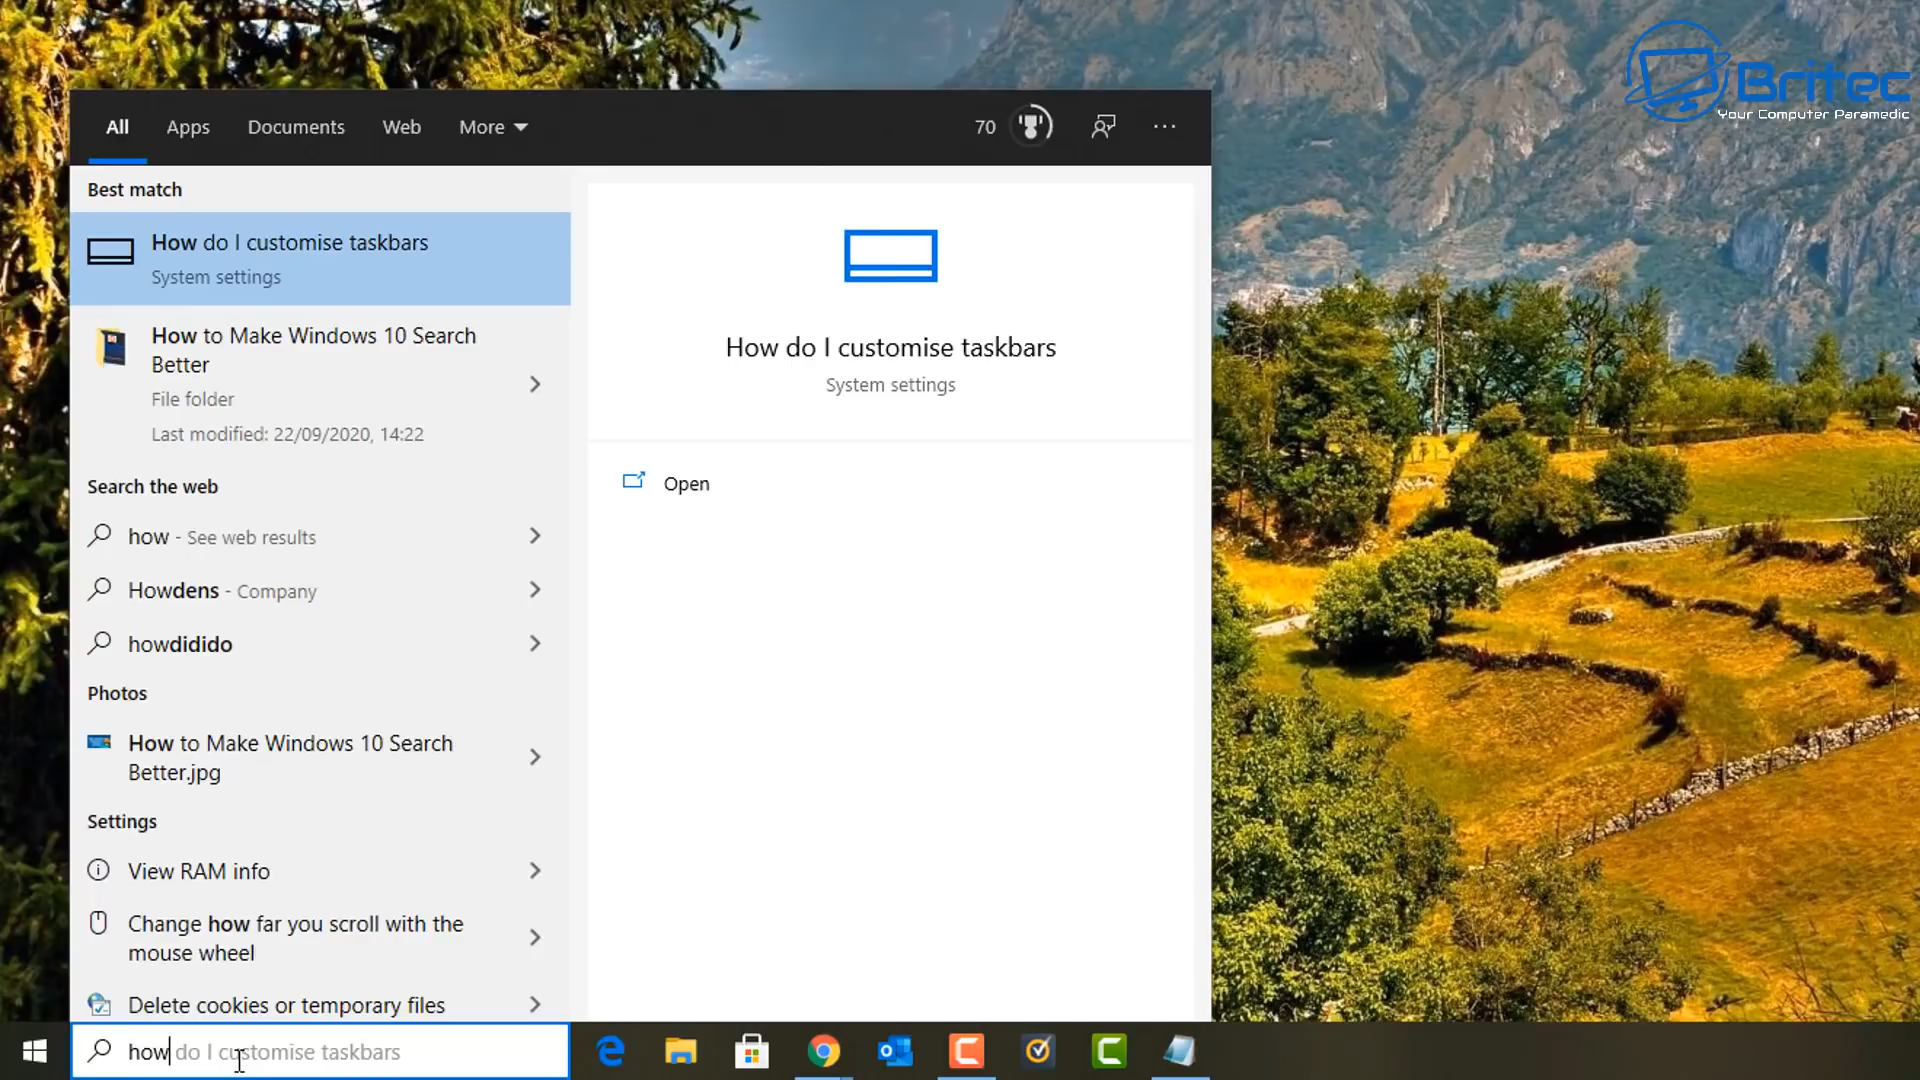 Britec
Your Computer Paramedic
All Apps Documents Web More 70
Best match
How do I customise taskbars
System settings
How to Make Windows 10 Search
Better
File folder
Last modified: 22/09/2020, 14:22
Search the web
how - See web results
Howdens - Company
howdidido
Photos
How to Make Windows 10 Search
Better.jpg
Settings
View RAM info
Change how far you scroll with the
mouse wheel
Delete cookies or temporary files
How do I customise taskbars
System settings
Open
how do I customise taskbars